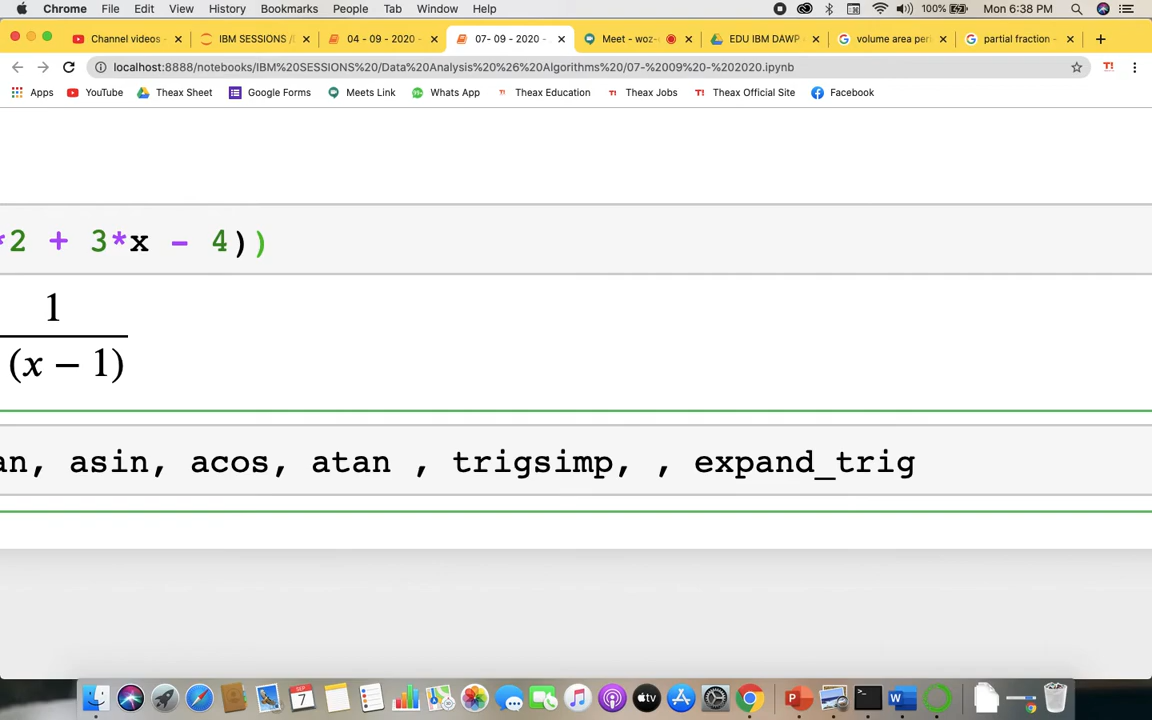 Chrome File Edit View History Bookmarks People Tab Window Help 100% Mon 6:38 PM
Channel videos - IBM SESSIONS / 04 - 09 - 2020 - 07- 09 - 2020 - Meet - woz- EDU IBM DAWP - volume area peri partial fraction -
localhost:8888/notebooks/IBM%20SESSIONS%20/Data%20Analysis%20%26%20Algorithms%20/07-%2009%20-%202020.ipynb
Apps YouTube Theax Sheet Google Forms Meets Link Whats App Theax Education Theax Jobs Theax Official Site Facebook
*2 + 3*x - 4))
1
(x − 1)
an, asin, acos, atan , trigsimp, , expand_trig